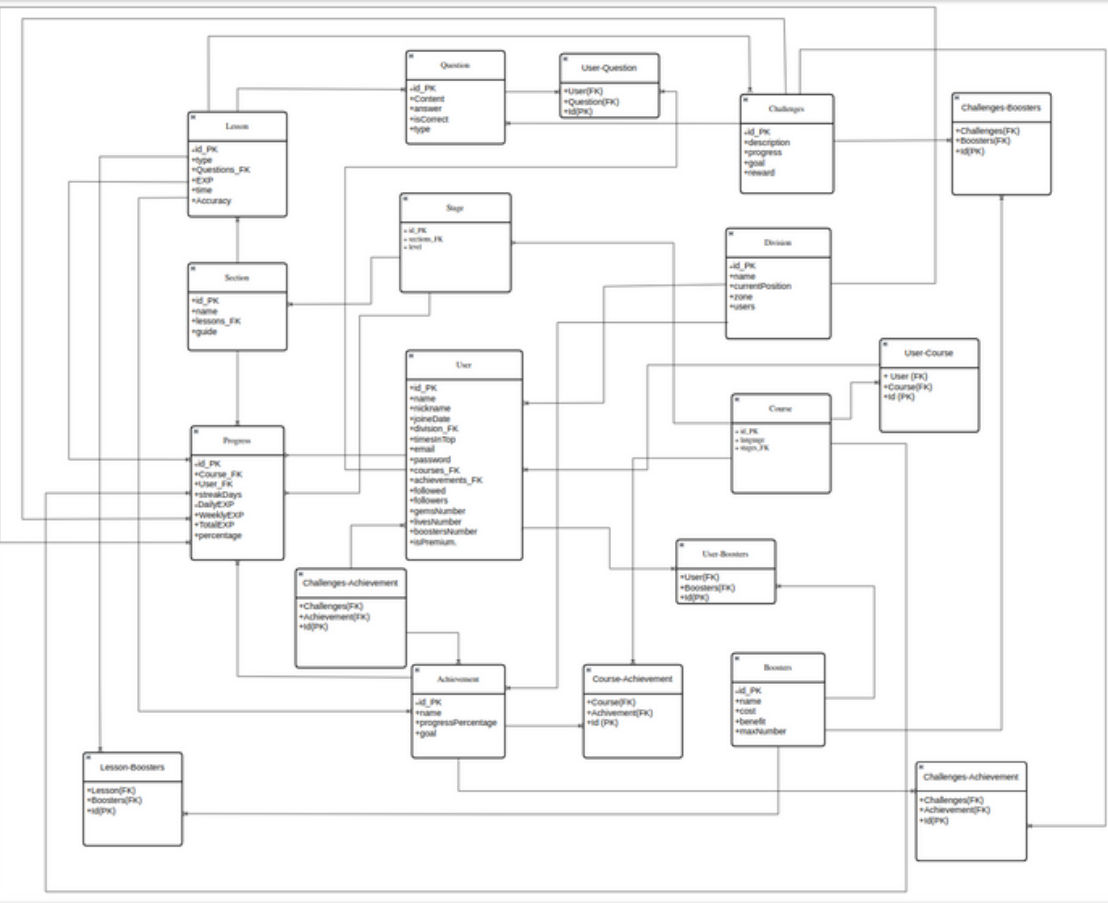 Question
-id_PK
+Content
+answer
+isCorrect
+type
User-Question
+User(FK)
+Question(FK)
+Id(PK)
Challenges
-id_PK
+description
+progress
+goal
+reward
Challenges-Boosters
+Challenges(FK)
+Boosters(FK)
+Id(PK)
Lesson
-id_PK
+type
+Questions_FK
+EXP
+time
+Accuracy
Stage
+ id_PK
+ sections_FK
+ level
Division
-id_PK
+name
+currentPosition
+zone
+users
Section
+id_PK
+name
+lessons_FK
+guide
User
+id_PK
+name
+nickname
+joineDate
+division_FK
+timesInTop
+email
+password
+courses_FK
+achievements_FK
+followed
+followers
+gemsNumber
+livesNumber
+boostersNumber
+isPremium.
User-Course
+ User (FK)
+Course(FK)
+Id (PK)
Course
+ id_PK
+ language
+ stages_FK
Progress
-id_PK
+Course_FK
+User_FK
+streakDays
-DailyEXP
+WeeklyEXP
+TotalEXP
+percentage
User-Boosters
+User(FK)
+Boosters(FK)
+Id(PK)
Challenges-Achievement
+Challenges(FK)
+Achievement(FK)
+Id(PK)
Achievement
-id_PK
+name
+progressPercentage
+goal
Course-Achievement
+Course(FK)
+Achivement(FK)
+Id (PK)
Boosters
-id_PK
+name
+cost
+benefit
+maxNumber
Lesson-Boosters
+Lesson(FK)
+Boosters(FK)
+Id(PK)
Challenges-Achievement
+Challenges(FK)
+Achievement(FK)
+Id(PK)